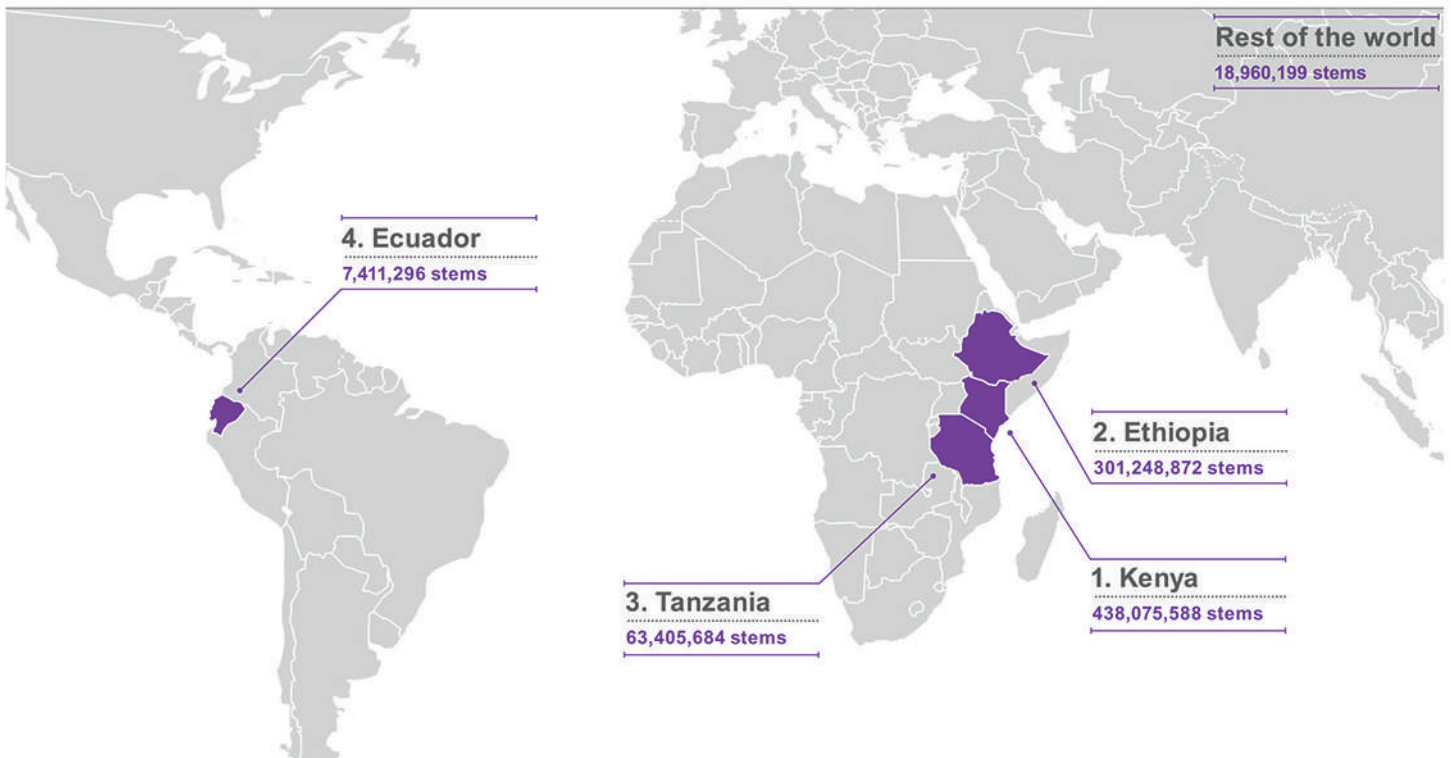 Rest of the world
18,960,199 stems
4. Ecuador
7,411,296 stems
2. Ethiopia
301,248,872 stems
1. Kenya
438,075,588 stems
3. Tanzania
63,405,684 stems